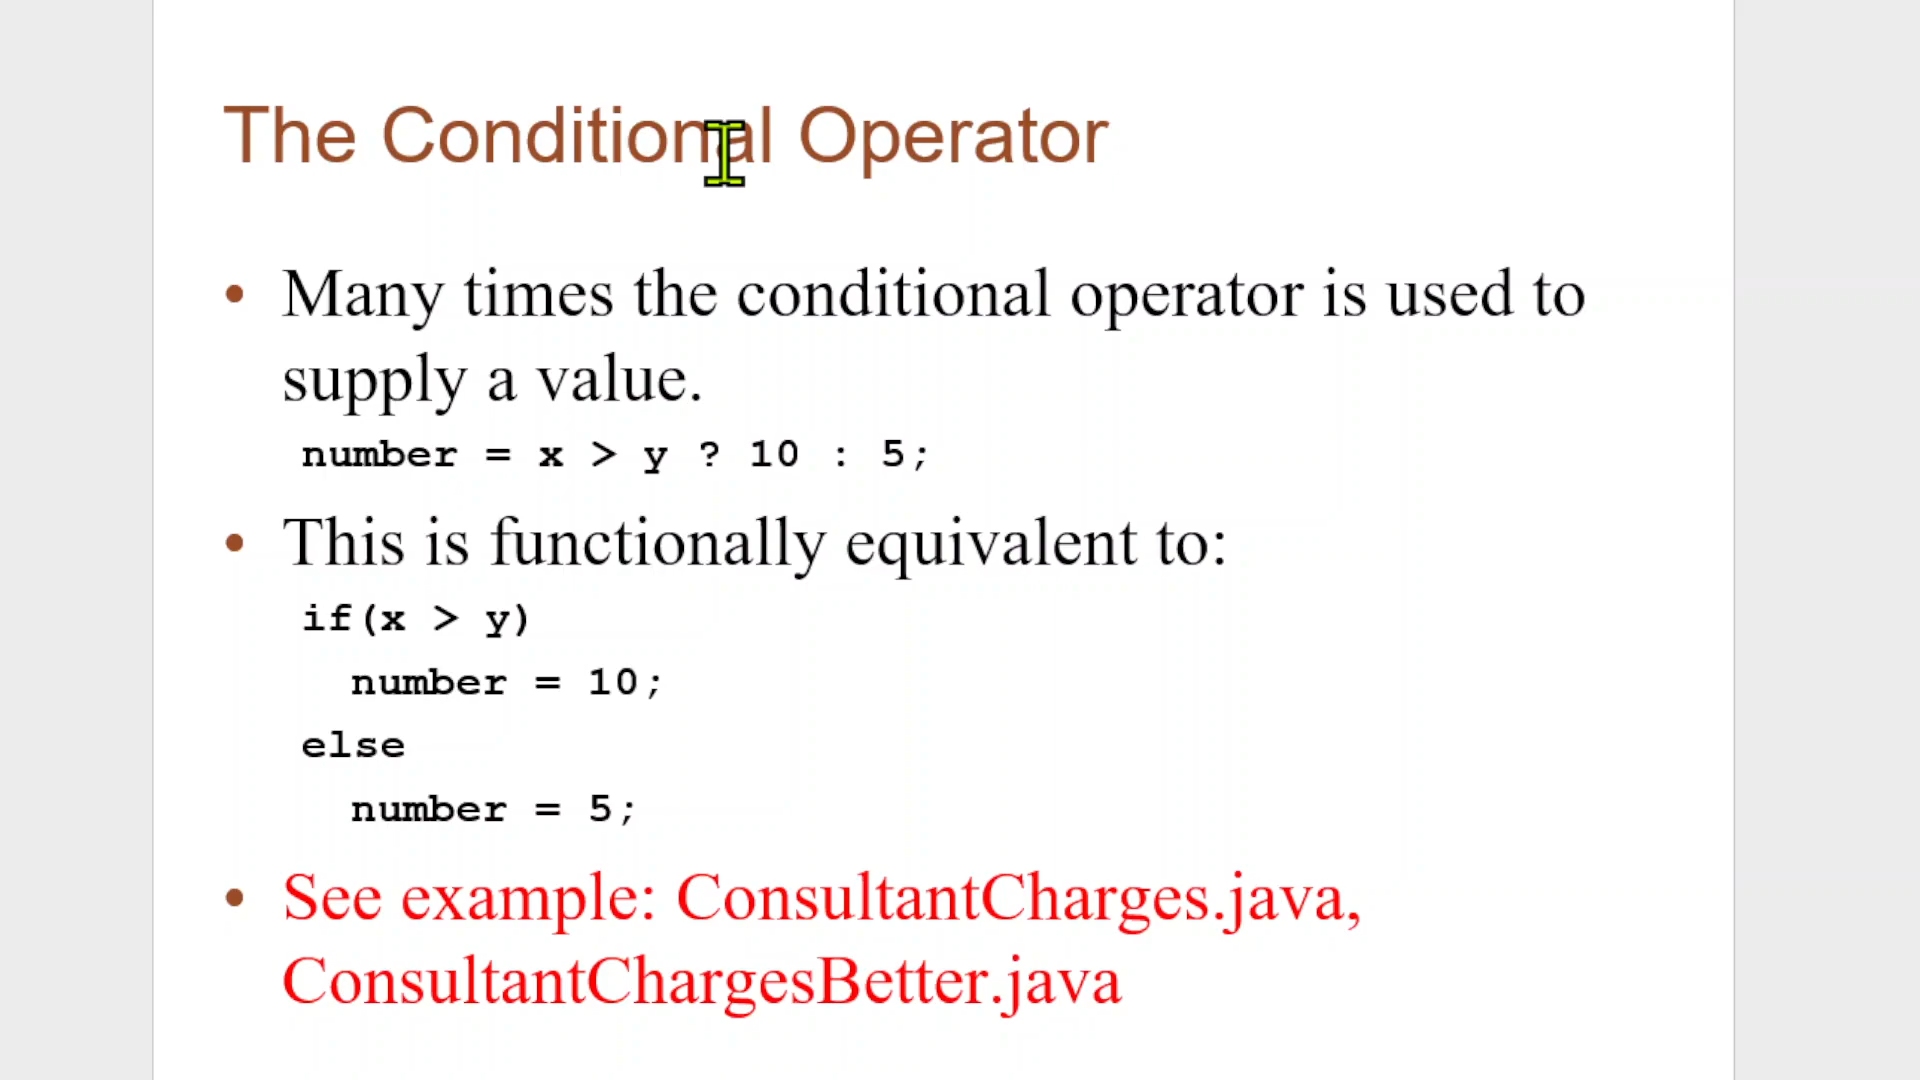 The Conditional Operator
• Many times the conditional operator is used to
supply a value.
number = x > y ? 10 : 5;
• This is functionally equivalent to:
if(x > y)
number = 10;
else
number = 5;
• See example: ConsultantCharges.java,
ConsultantChargesBetter.java